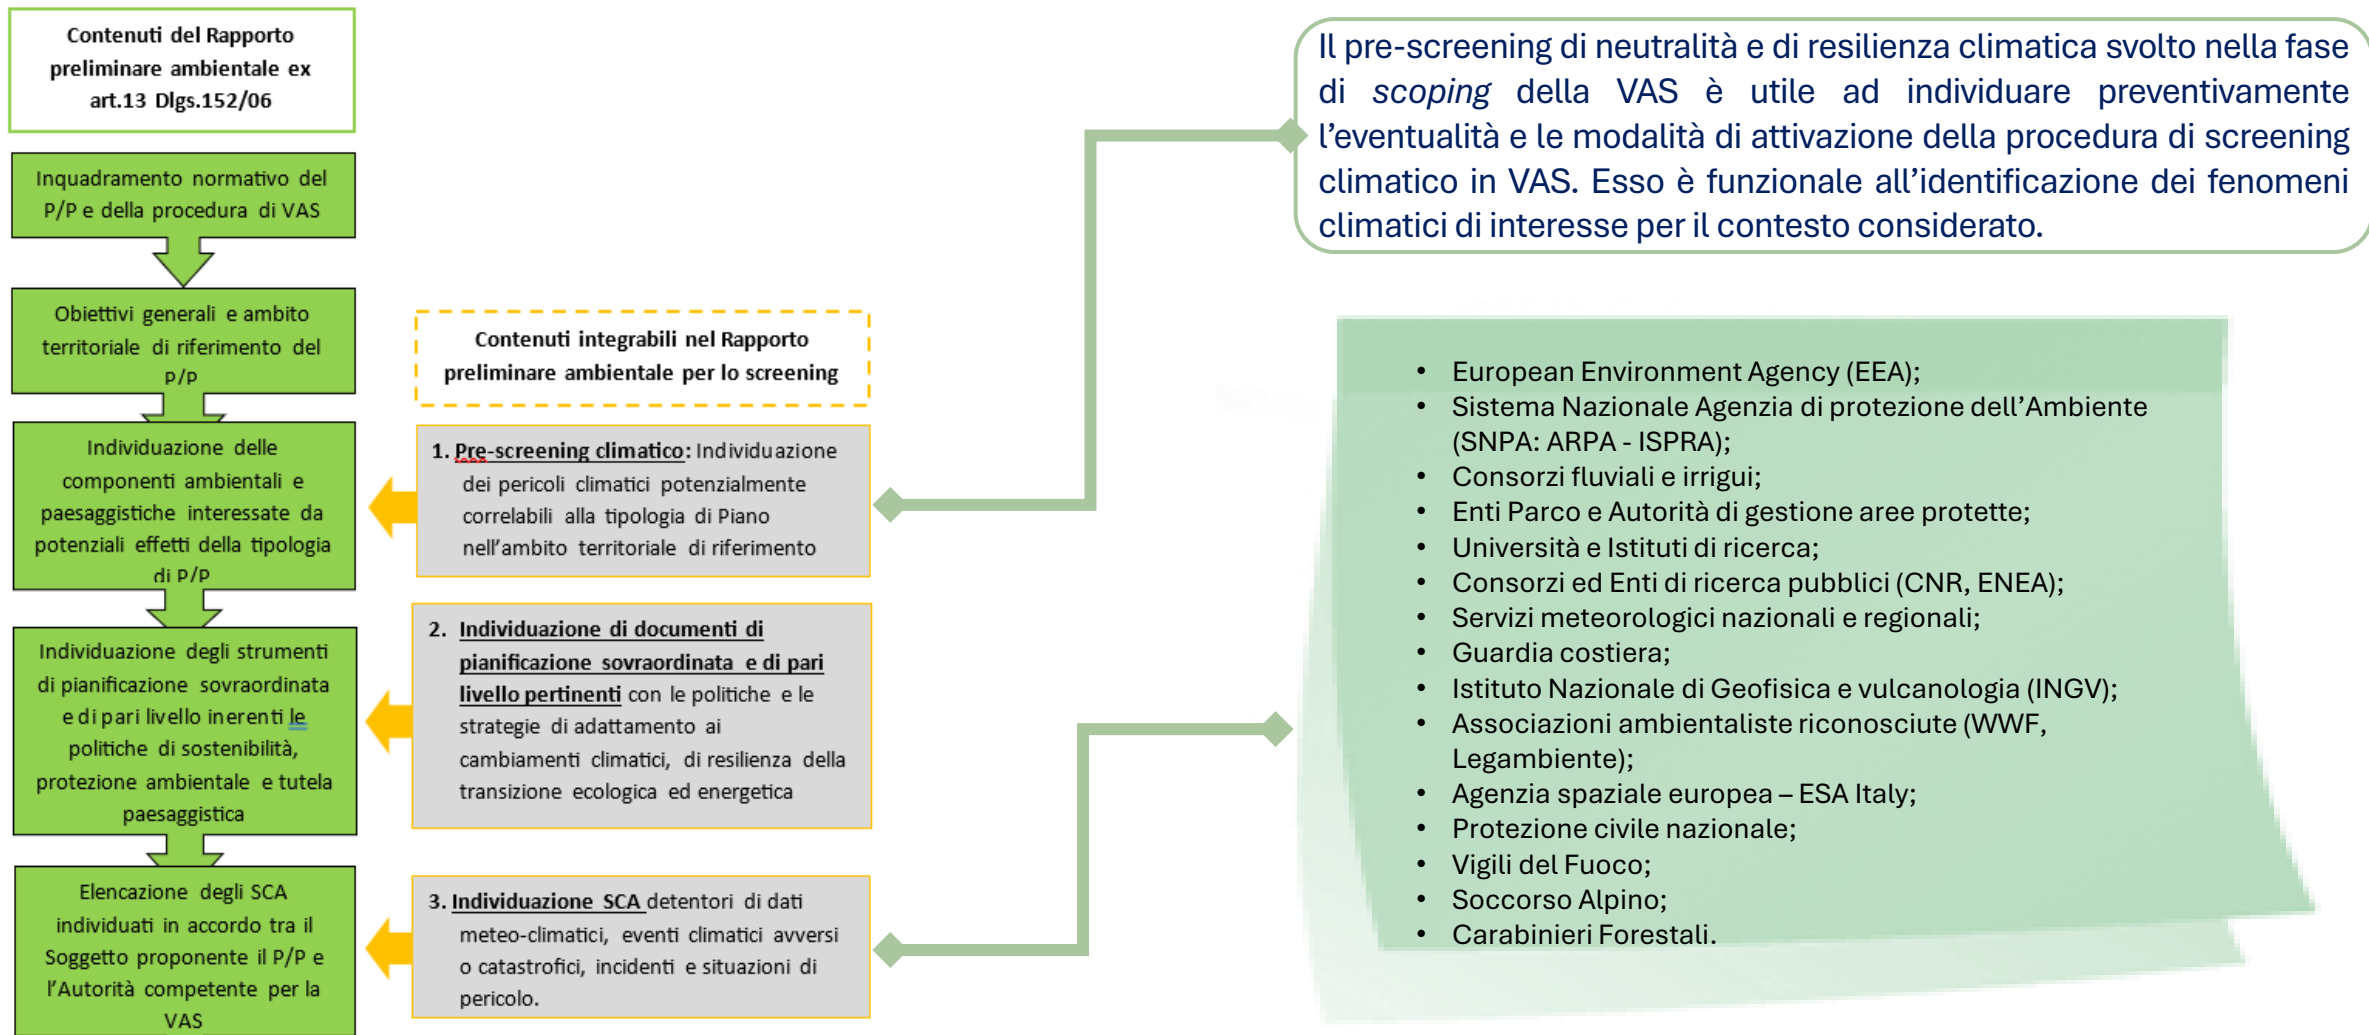 Contenuti del Rapporto
preliminare ambientale ex
art.13 Dlgs.152/06
Inquadramento normativo del
P/P e della procedura di VAS
Obiettivi generali e ambito
territoriale di riferimento del
P/P
Individuazione delle
componenti ambientali e
paesaggistiche interessate da
potenziali effetti della tipologia
di P/P
Individuazione degli strumenti
di pianificazione sovraordinata
e di pari livello inerenti le
politiche di sostenibilità,
protezione ambientale e tutela
paesaggistica
Elencazione degli SCA
individuati in accordo tra il
Soggetto proponente il P/P e
l'Autorità competente per la
VAS
Contenuti integrabili nel Rapporto
preliminare ambientale per lo screening
1. Pre-screening climatico: Individuazione
dei pericoli climatici potenzialmente
correlabili alla tipologia di Piano
nell'ambito territoriale di riferimento
2. Individuazione di documenti di
pianificazione sovraordinata e di pari
livello pertinenti con le politiche e le
strategie di adattamento ai
cambiamenti climatici, di resilienza della
transizione ecologica ed energetica
3. Individuazione SCA detentori di dati
meteo-climatici, eventi climatici avversi
o catastrofici, incidenti e situazioni di
pericolo.
Il pre-screening di neutralità e di resilienza climatica svolto nella fase
di scoping della VAS è utile ad individuare preventivamente
l'eventualità e le modalità di attivazione della procedura di screening
climatico in VAS. Esso è funzionale all'identificazione dei fenomeni
climatici di interesse per il contesto considerato.
• European Environment Agency (EEA);
• Sistema Nazionale Agenzia di protezione dell'Ambiente
(SNPA: ARPA - ISPRA);
• Consorzi fluviali e irrigui;
• Enti Parco e Autorità di gestione aree protette;
• Università e Istituti di ricerca;
• Consorzi ed Enti di ricerca pubblici (CNR, ENEA);
• Servizi meteorologici nazionali e regionali;
• Guardia costiera;
• Istituto Nazionale di Geofisica e vulcanologia (INGV);
• Associazioni ambientaliste riconosciute (WWF,
Legambiente);
• Agenzia spaziale europea – ESA Italy;
• Protezione civile nazionale;
• Vigili del Fuoco;
• Soccorso Alpino;
• Carabinieri Forestali.